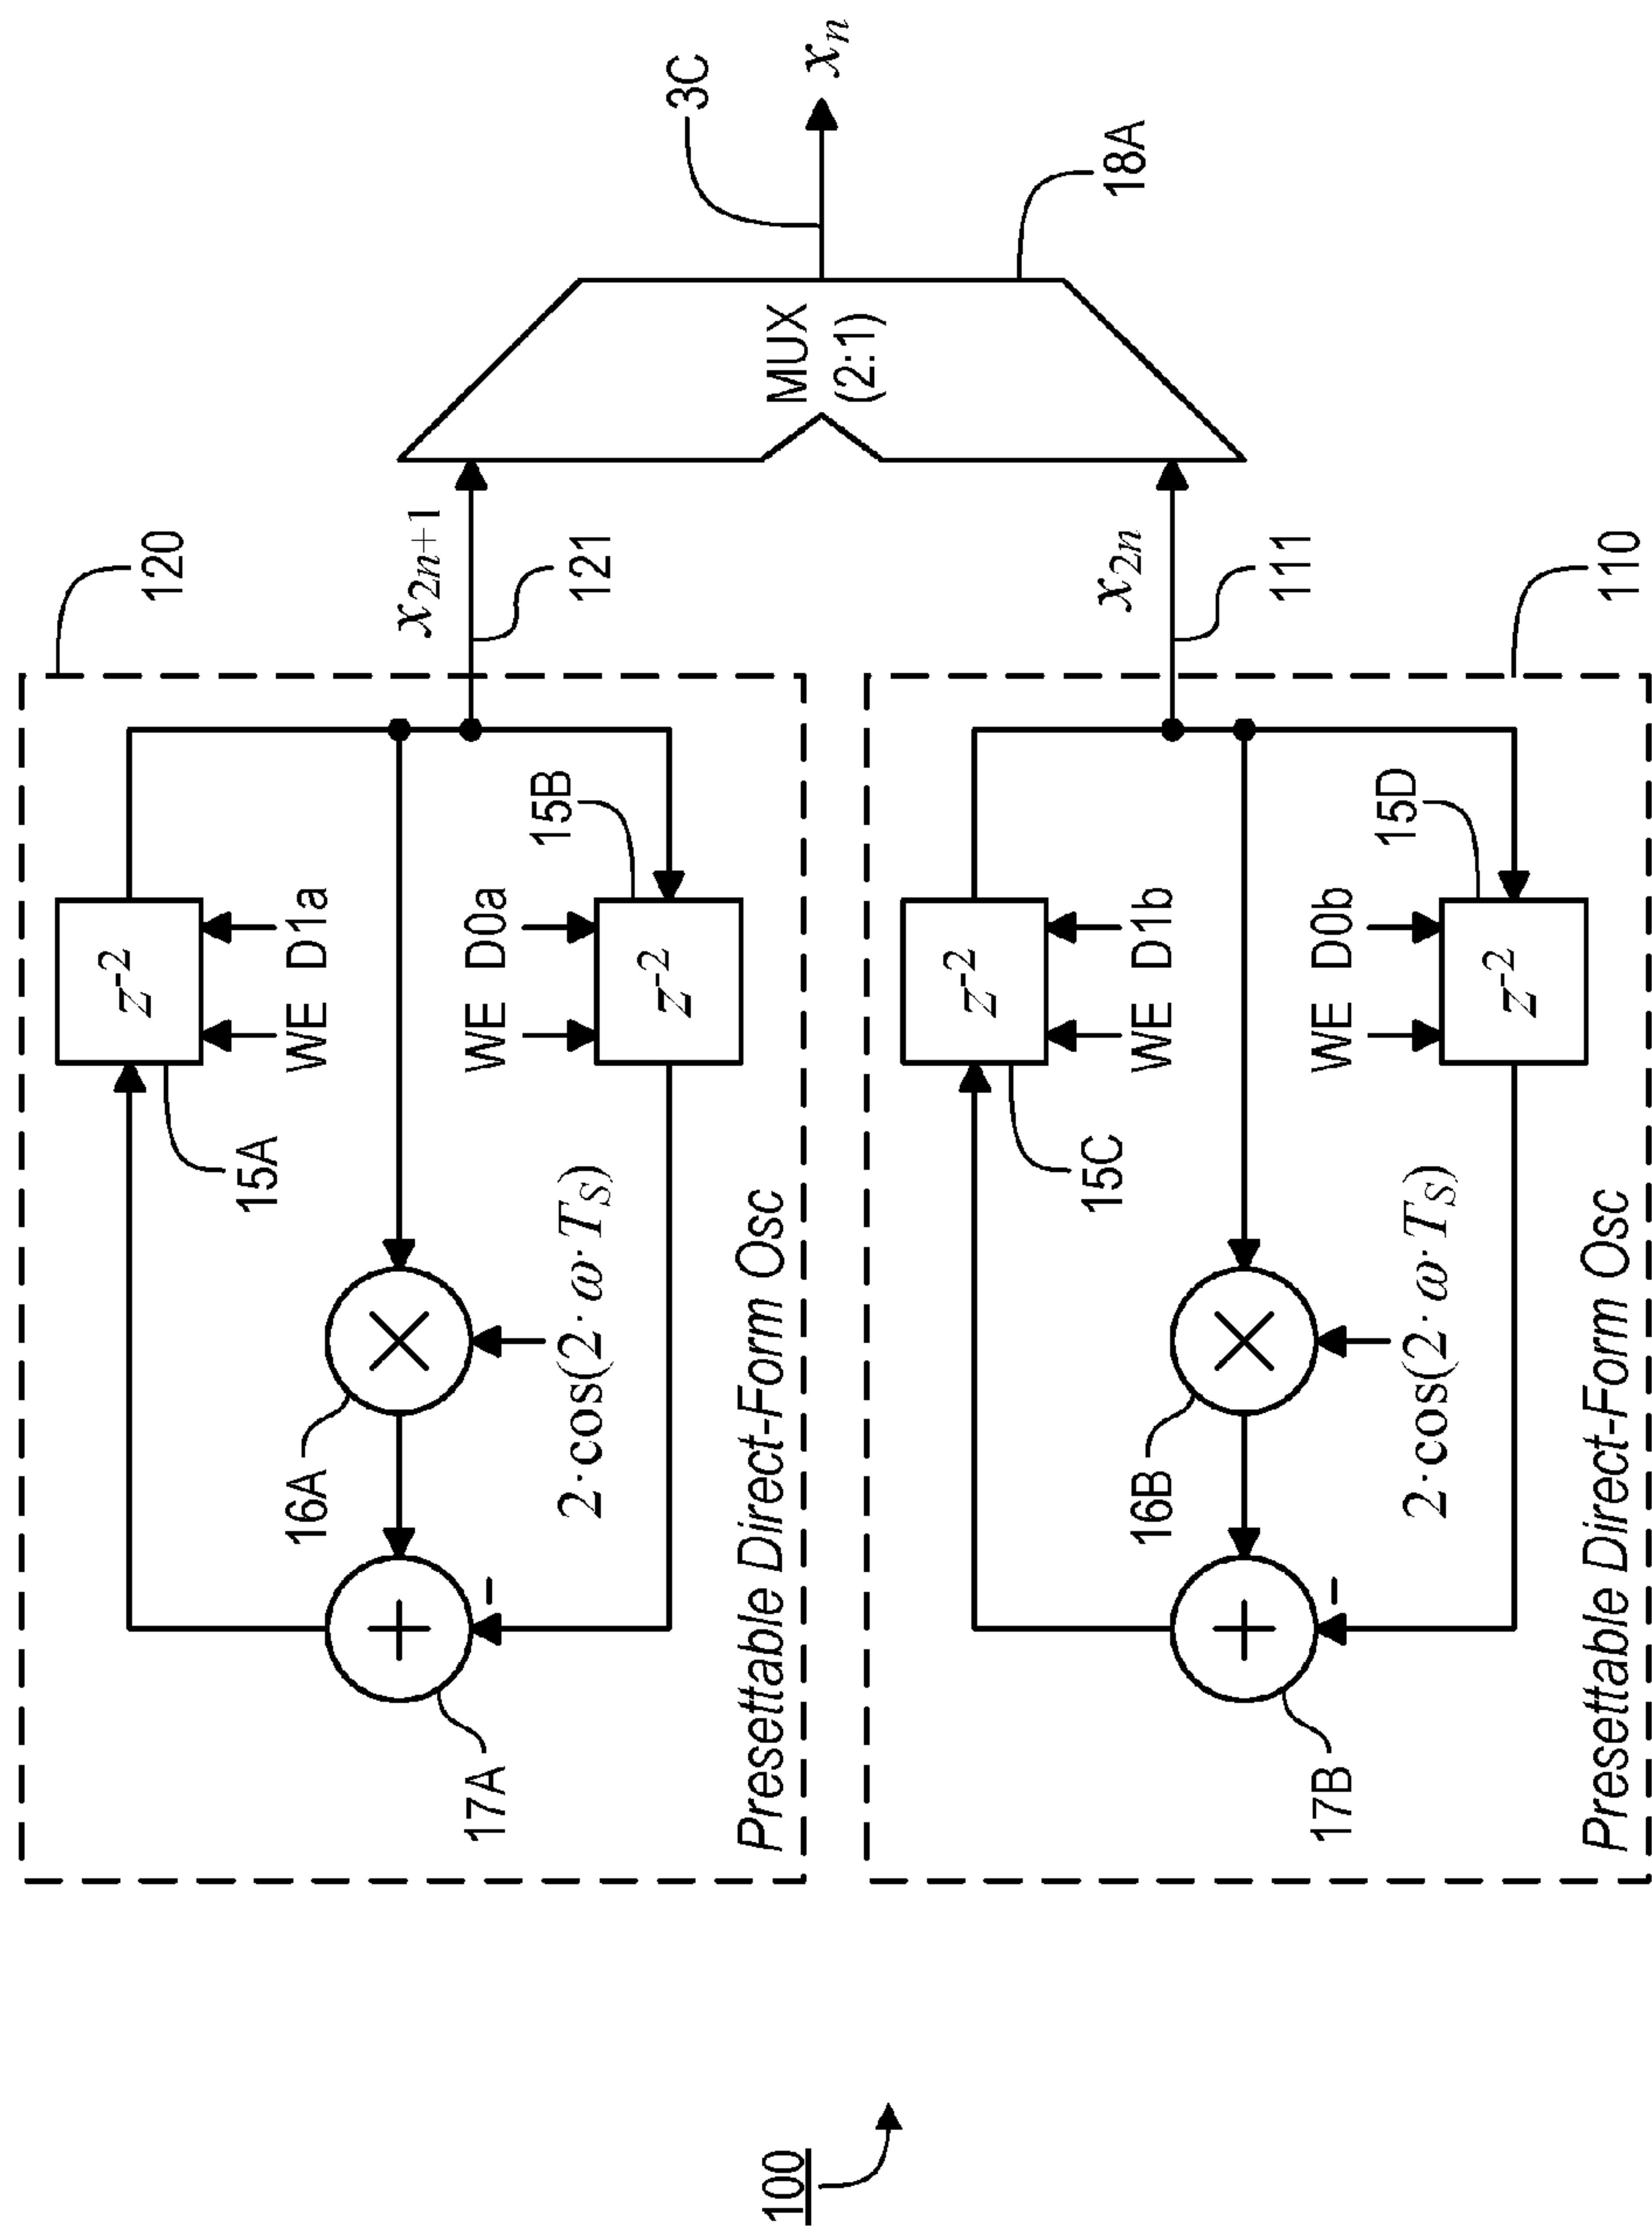 100
120
17A
16A
15A
z⁻²
WE D1a
WE D0a
z⁻²
15B
2·cos(2·ω·T_S)
Presettable Direct-Form Osc
x_{2n+1}
121
MUX
(2:1)
3C
x_n
18A
17B
16B
15C
z⁻²
WE D1b
WE D0b
z⁻²
15D
2·cos(2·ω·T_S)
Presettable Direct-Form Osc
x_{2n}
111
110